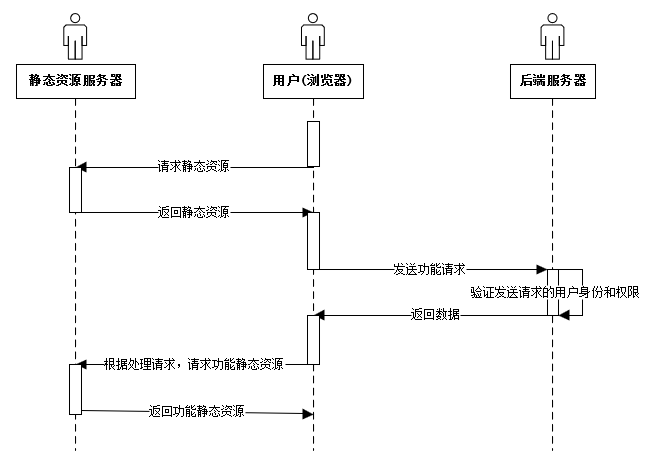 静态资源服务器
用户(浏览器)
后端服务器
请求静态资源
返回静态资源
发送功能请求
验证发送请求的用户身份和权限
返回数据
根据处理请求，请求功能静态资源
返回功能静态资源